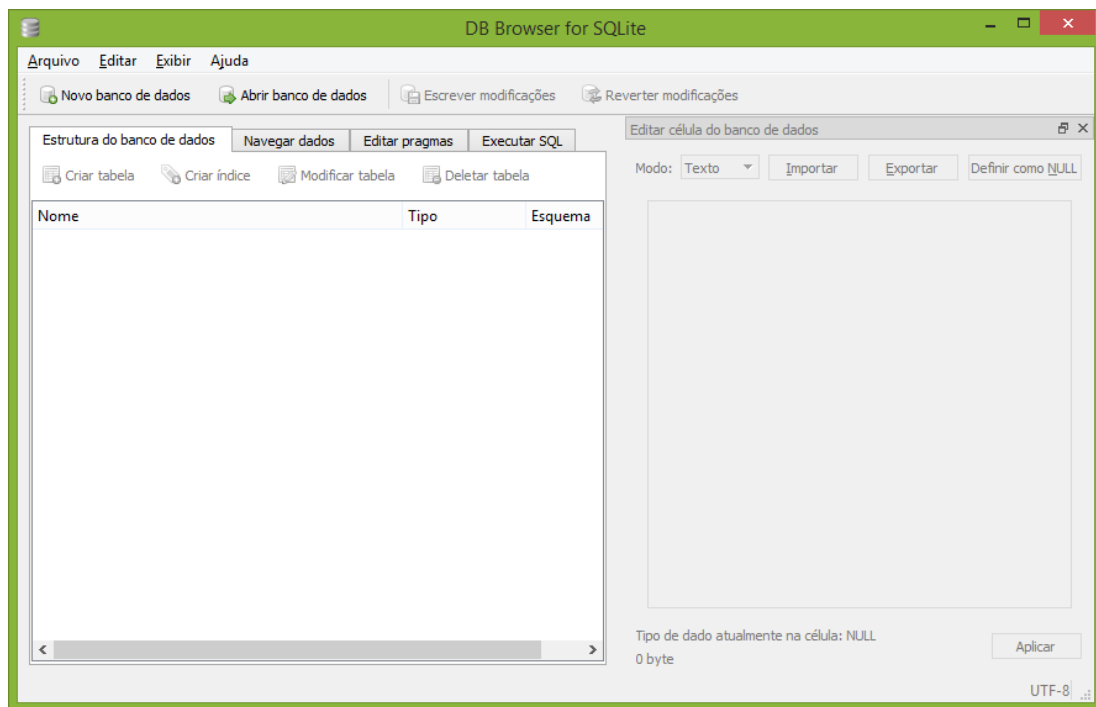 DB Browser for SQLite
Arquivo Editar Exibir Ajuda
Novo banco de dados Abrir banco de dados Escrever modificações Reverter modificações
Estrutura do banco de dados Navegar dados Editar pragmas Executar SQL
Criar tabela Criar índice Modificar tabela Deletar tabela
Nome Tipo Esquema
Editar célula do banco de dados
Modo: Texto Importar Exportar Definir como NULL
Tipo de dado atualmente na célula: NULL
0 byte
Aplicar
UTF-8